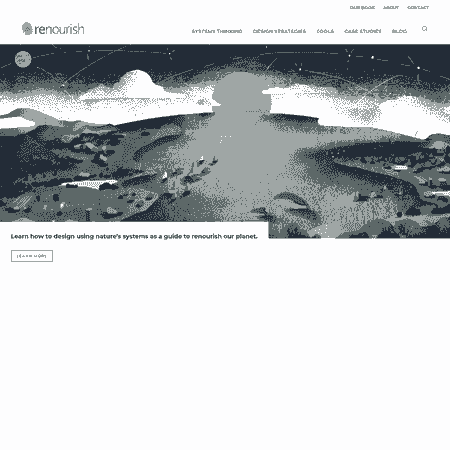 OUR BOOK ABOUT CONTACT
renourish
SYSTEMS THINKING DESIGN STRATEGIES TOOLS CASE STUDIES BLOG
Learn how to design using nature's systems as a guide to renourish our planet.
LEARN MORE